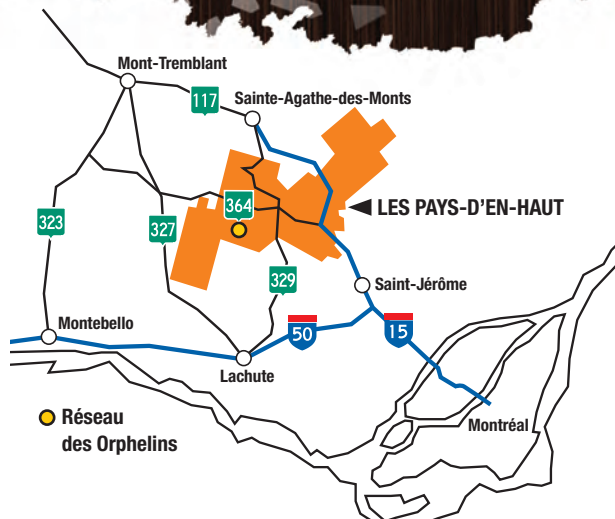 Mont-Tremblant
117
Sainte-Agathe-des-Monts
364
LES PAYS-D'EN-HAUT
323
327
329
Saint-Jérôme
Montebello
50
15
Lachute
Réseau
des Orphelins
Montréal